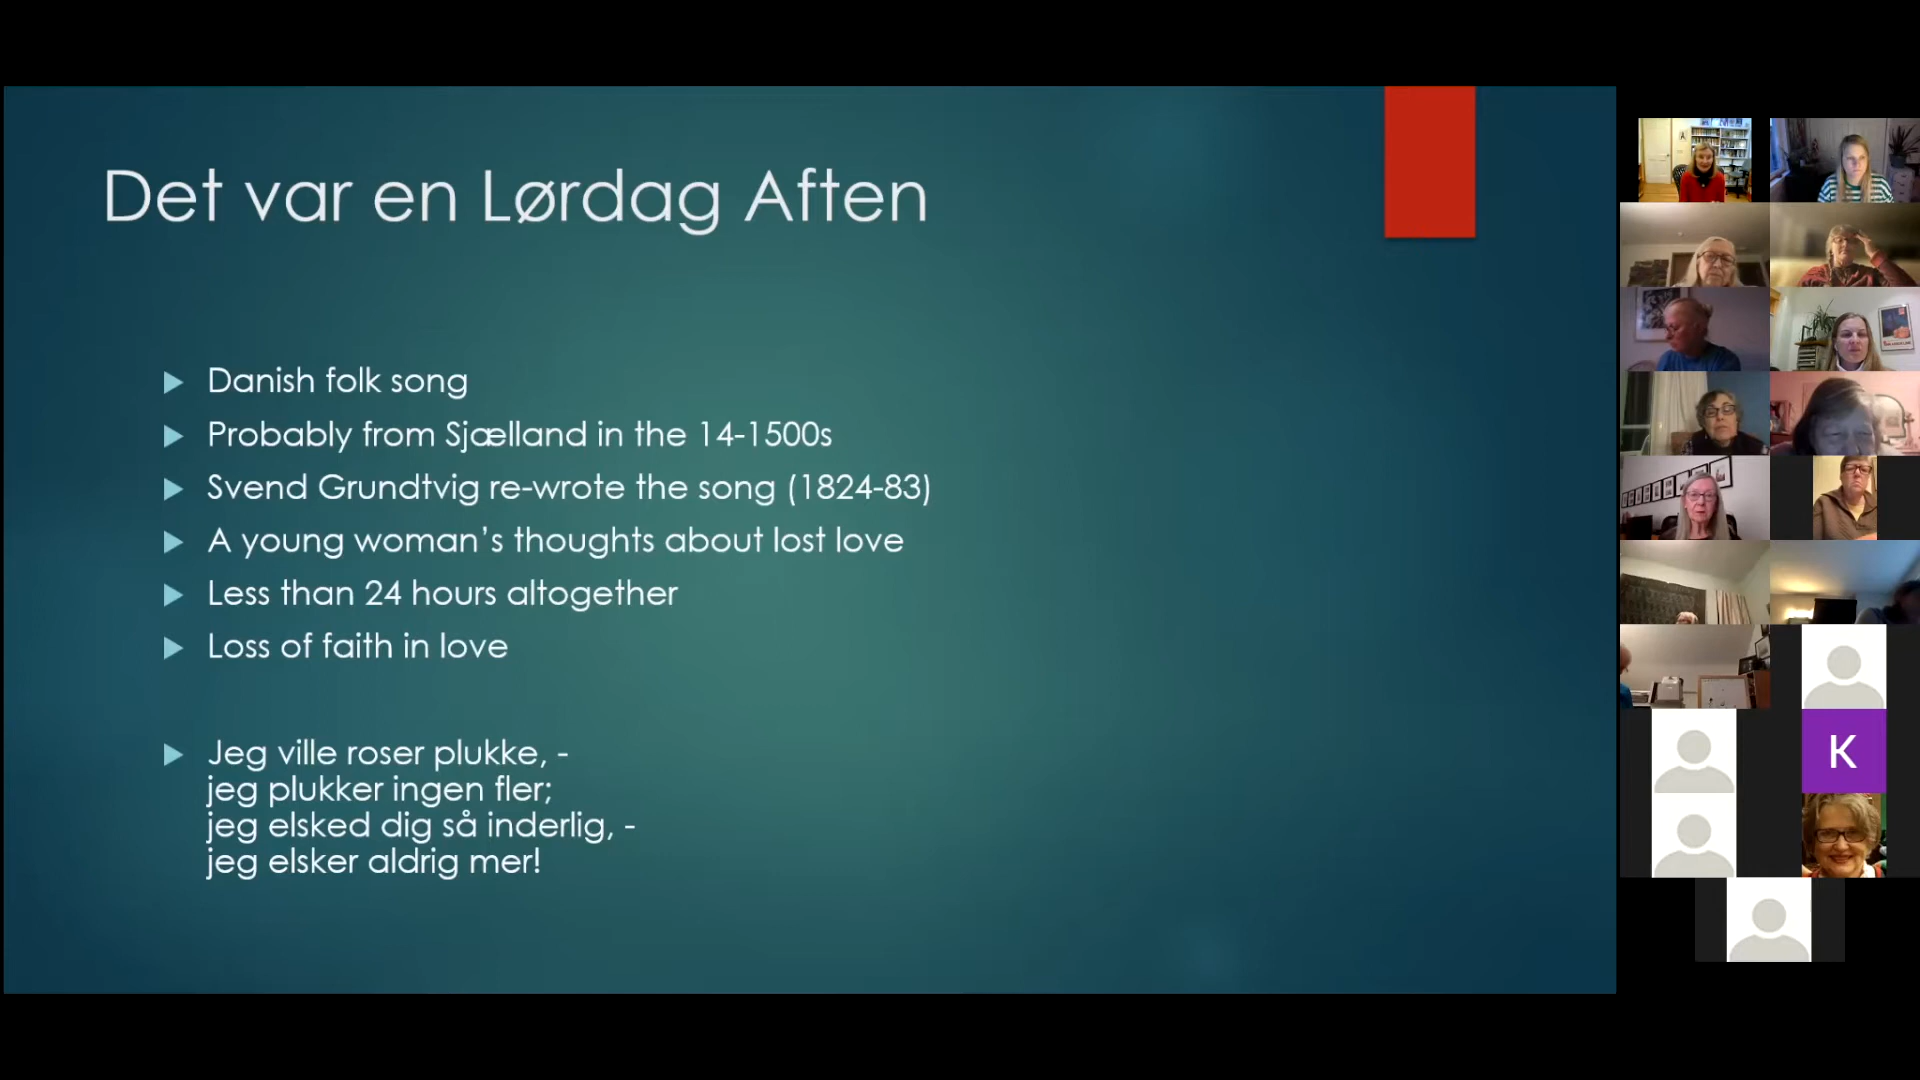 Det var en Lørdag Aften
Danish folk song
Probably from Sjælland in the 14-1500s
Svend Grundtvig re-wrote the song (1824-83)
A young woman’s thoughts about lost love
Less than 24 hours altogether
Loss of faith in love
Jeg ville roser plukke, -
jeg plukker ingen fler;
jeg elsked dig så inderlig, -
jeg elsker aldrig mer!
K